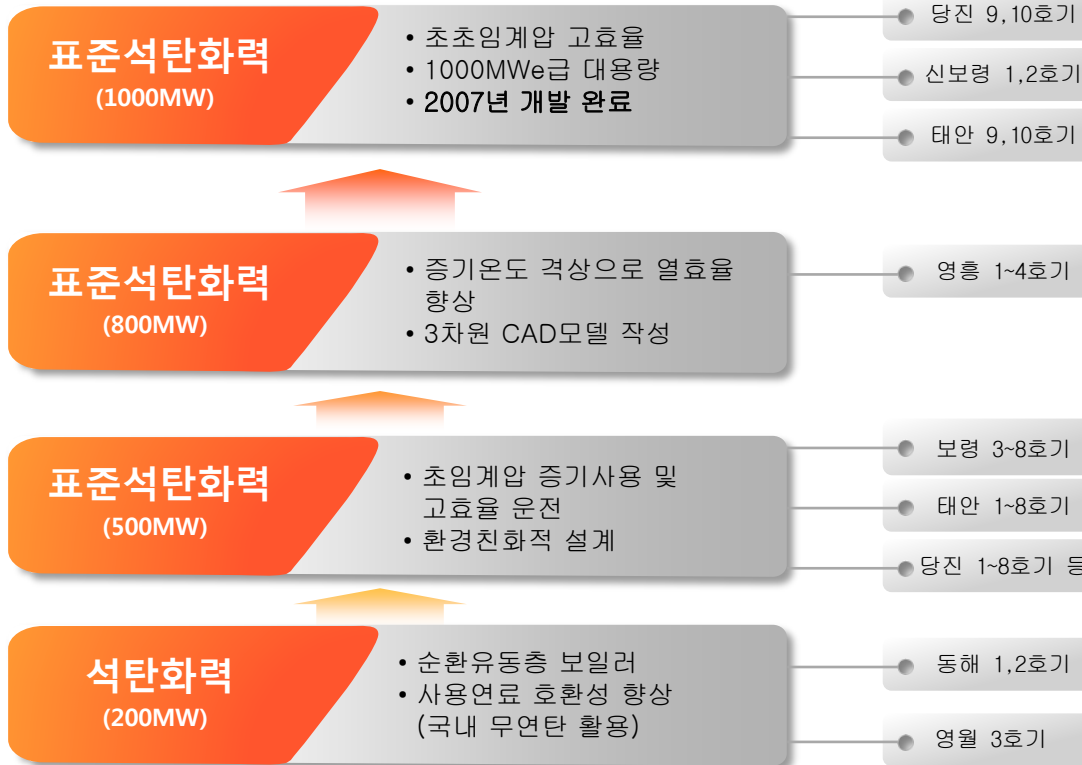 표준석탄화력
(1000MW)
• 초초임계압 고효율
• 1000MWe급 대용량
• 2007년 개발 완료
당진 9,10호기
신보령 1,2호기
태안 9,10호기
표준석탄화력
(800MW)
• 증기온도 격상으로 열효율
향상
• 3차원 CAD모델 작성
영흥 1~4호기
표준석탄화력
(500MW)
• 초임계압 증기사용 및
고효율 운전
• 환경친화적 설계
보령 3~8호기
태안 1~8호기
당진 1~8호기 등
석탄화력
(200MW)
• 순환유동층 보일러
• 사용연료 호환성 향상
(국내 무연탄 활용)
동해 1,2호기
영월 3호기